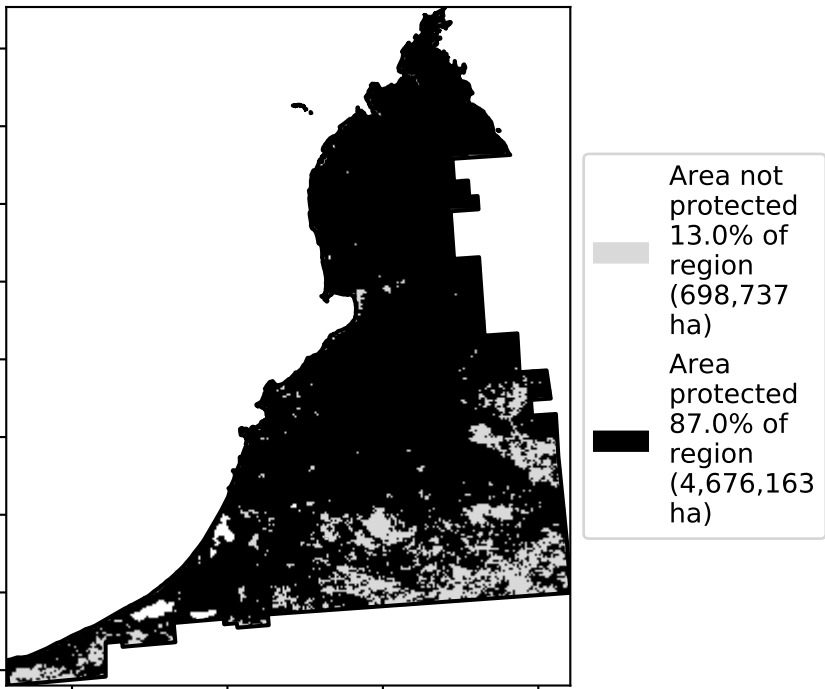 Area not
protected
13.0% of
region
(698,737
ha)
Area
protected
87.0% of
region
(4,676,163
ha)